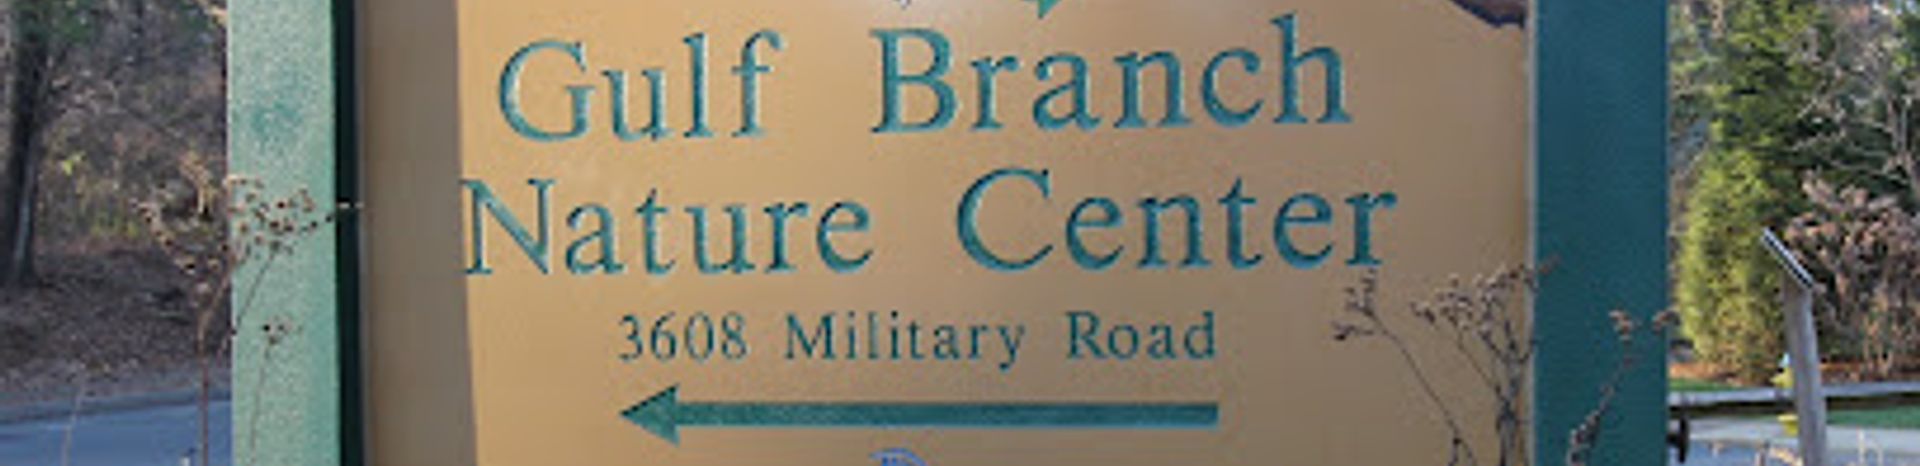 Gulf Branch
Nature Center
3608 Military Road